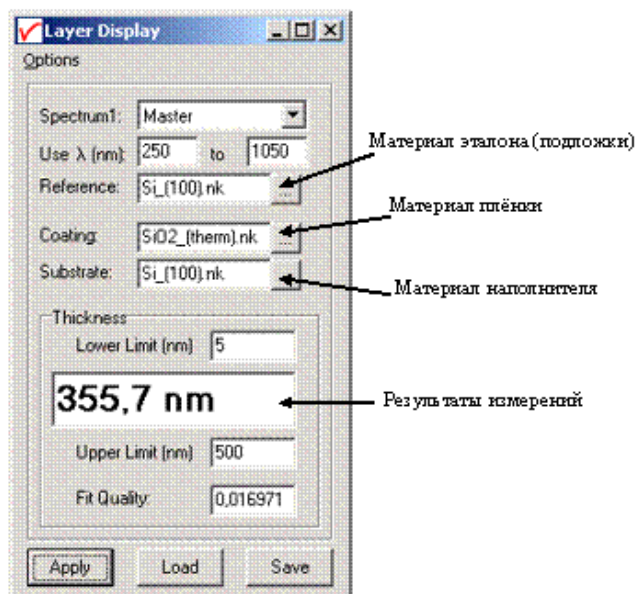 Layer Display
Options
Spectrum1: Master
Use λ (nm): 250 to 1050
Материал эталона (подложки)
Reference: Si_(100).nk ...
Материал плёнки
Coating: SiO2_(therm).nk ...
Substrate: Si_(100).nk
Материал наполнителя
Thickness
Lower Limit (nm) 5
355,7 nm
Результаты измерений
Upper Limit (nm) 500
Fit Quality: 0,016971
Apply Load Save